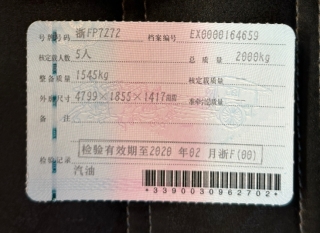 号牌号码 浙FP7Z72 档案编号 EX0000164659
核定载人数 5人 总质量 2000kg
整备质量 1545kg 核定载质量
外廓尺寸 4799×1855×1417mm 准牵引总质量
备注
检验有效期至2020年02月浙F(00)
检验记录
汽油
*3390030962702*